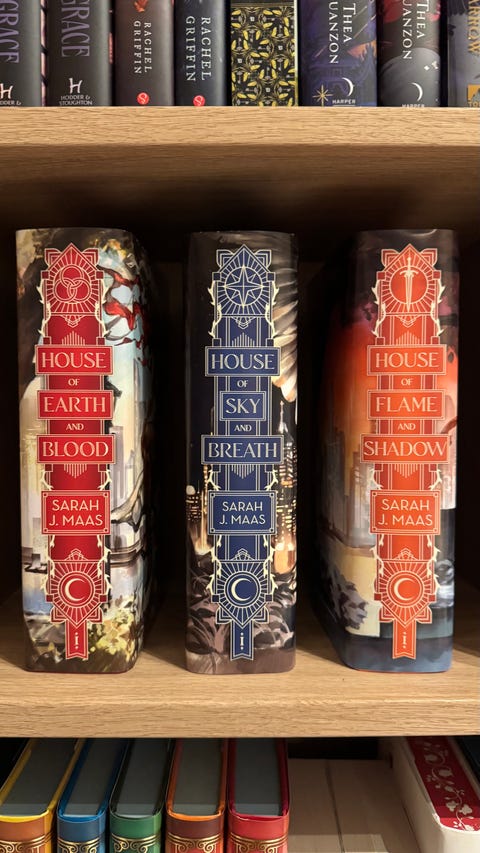 GRACE
HODDER &
STOUGHTON
GRACE
HODDER &
STOUGHTON
RACHEL
GRIFFIN
RACHEL
GRIFFIN
THEA
GUANZON
HARPER
THEA
GUANZON
HARPER
HOUSE
OF
EARTH
AND
BLOOD
SARAH
J. MAAS
HOUSE
OF
SKY
AND
BREATH
SARAH
J. MAAS
HOUSE
OF
FLAME
AND
SHADOW
SARAH
J. MAAS